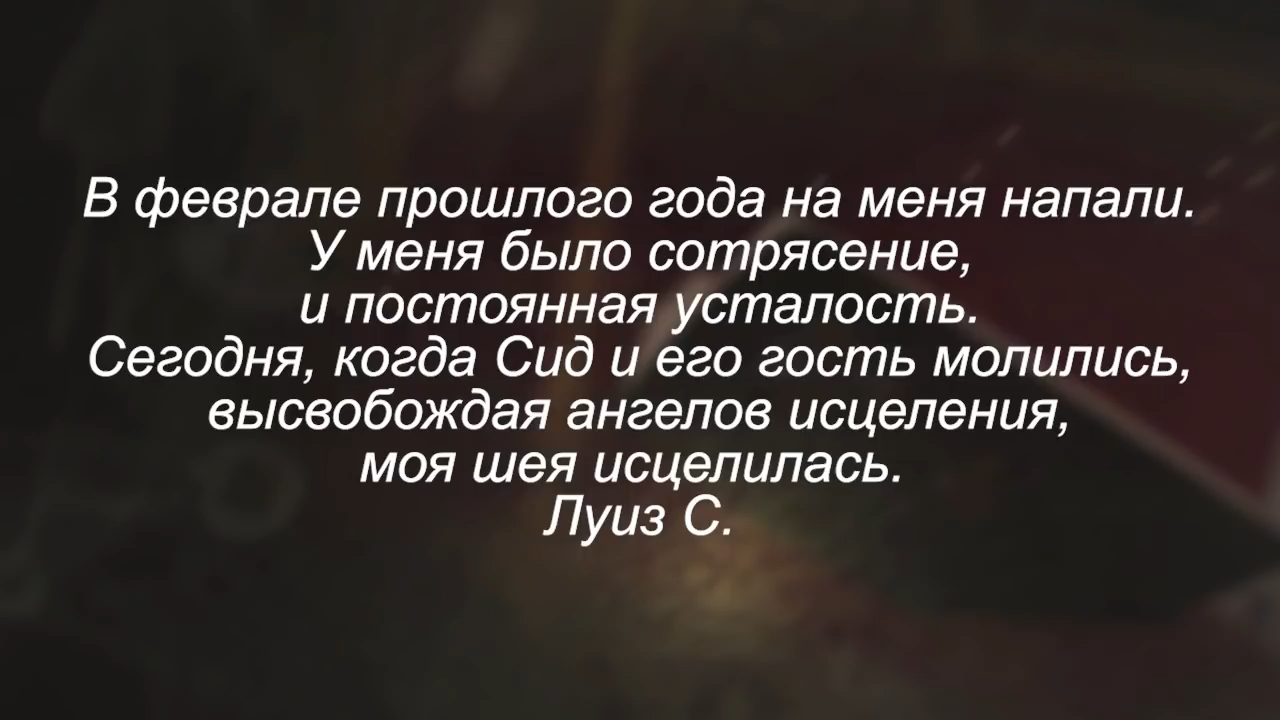 В феврале прошлого года на меня напали.
У меня было сотрясение,
и постоянная усталость.
Сегодня, когда Сид и его гость молились,
высвобождая ангелов исцеления,
моя шея исцелилась.
Луиз С.